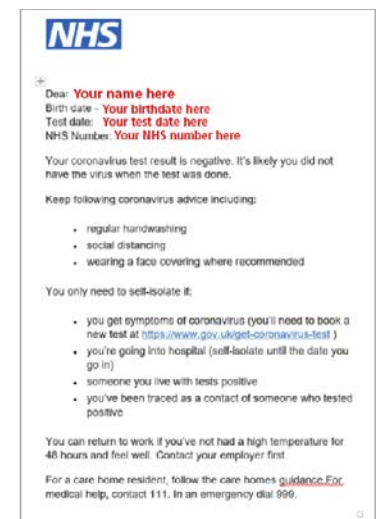 NHS
Dear Your name here
Birth date - Your birthdate here
Test date: Your test date here
NHS Number: Your NHS number here
Your coronavirus test result is negative. It's likely you did not
have the virus when the test was done.
Keep following coronavirus advice including:
• regular handwashing
• social distancing
• wearing a face covering where recommended
You only need to self-isolate if:
• you get symptoms of coronavirus (you'll need to book a
new test at https://www.gov.uk/get-coronavirus-test )
• you're going into hospital (self-isolate until the date you
go in)
• someone you live with tests positive
• you've been traced as a contact of someone who tested
positive
You can return to work if you've not had a high temperature for
48 hours and feel well. Contact your employer first.
For a care home resident, follow the care homes guidance.For
medical help, contact 111. In an emergency dial 999.